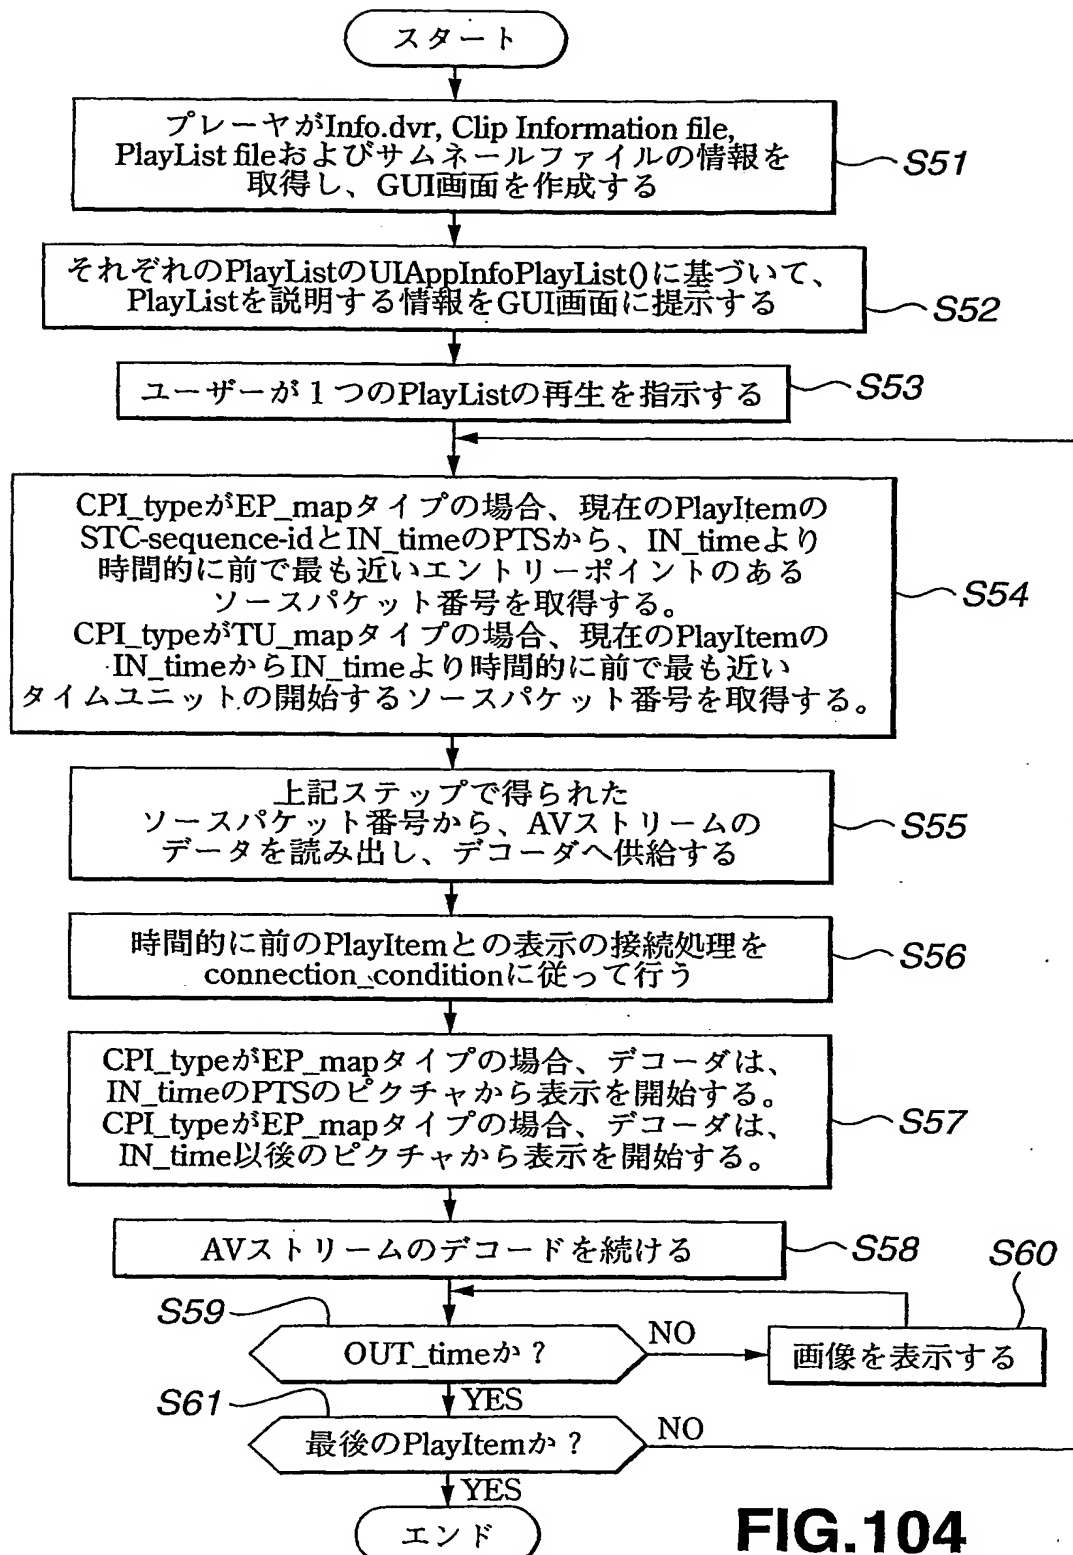 スタート
プレーヤがInfo.dvr, Clip Information file,
PlayList fileおよびサムネールファイルの情報を
取得し、GUI画面を作成する
S51
それぞれのPlayListのUIAppInfoPlayList()に基づいて、
PlayListを説明する情報をGUI画面に提示する
S52
ユーザーが1つのPlayListの再生を指示する
S53
CPI_typeがEP_mapタイプの場合、現在のPlayItemの
STC-sequence-idとIN_timeのPTSから、IN_timeより
時間的に前で最も近いエントリーポイントのある
ソースパケット番号を取得する。
CPI_typeがTU_mapタイプの場合、現在のPlayItemの
IN_timeからIN_timeより時間的に前で最も近い
タイムユニットの開始するソースパケット番号を取得する。
S54
上記ステップで得られた
ソースパケット番号から、AVストリームの
データを読み出し、デコーダへ供給する
S55
時間的に前のPlayItemとの表示の接続処理を
connection_conditionに従って行う
S56
CPI_typeがEP_mapタイプの場合、デコーダは、
IN_timeのPTSのピクチャから表示を開始する。
CPI_typeがEP_mapタイプの場合、デコーダは、
IN_time以後のピクチャから表示を開始する。
S57
AVストリームのデコードを続ける
S58
S59
OUT_timeか?
NO
S60
画像を表示する
YES
S61
最後のPlayItemか?
NO
YES
エンド
FIG.104